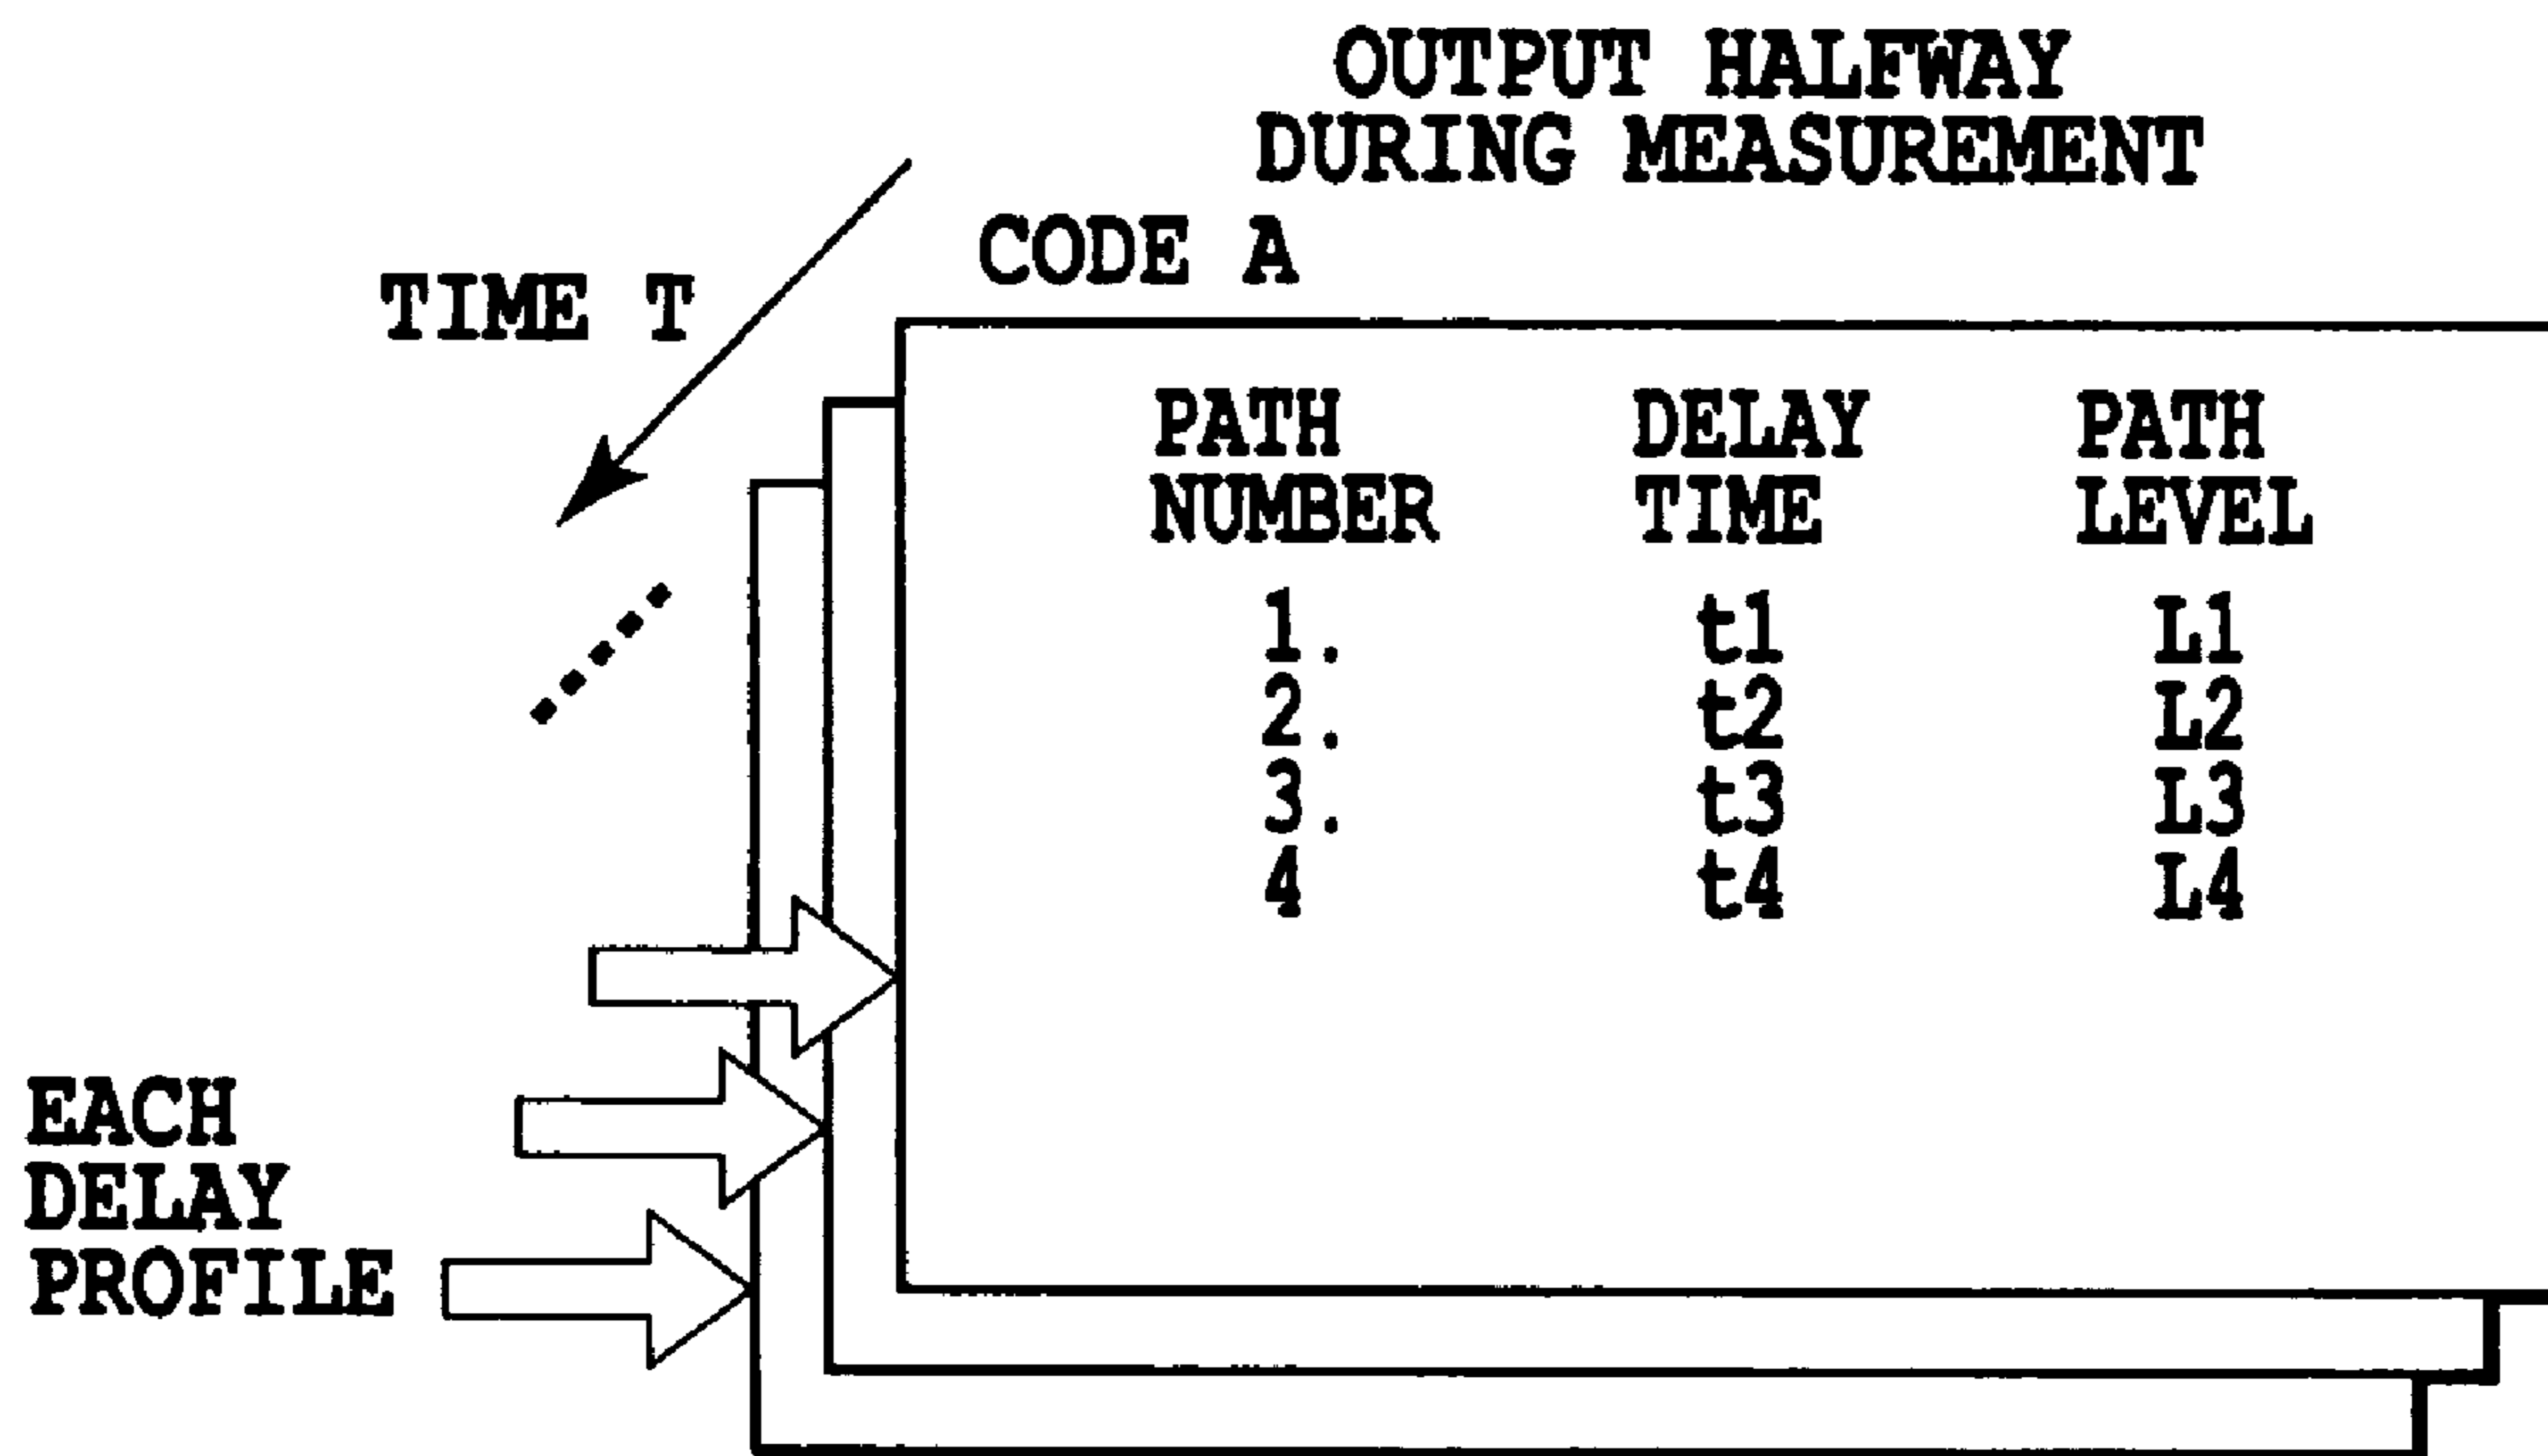 OUTPUT HALFWAY
DURING MEASUREMENT
CODE A
TIME T
PATH DELAY PATH
NUMBER TIME LEVEL
1. t1 L1
2. t2 L2
3. t3 L3
4 t4 L4
EACH
DELAY
PROFILE